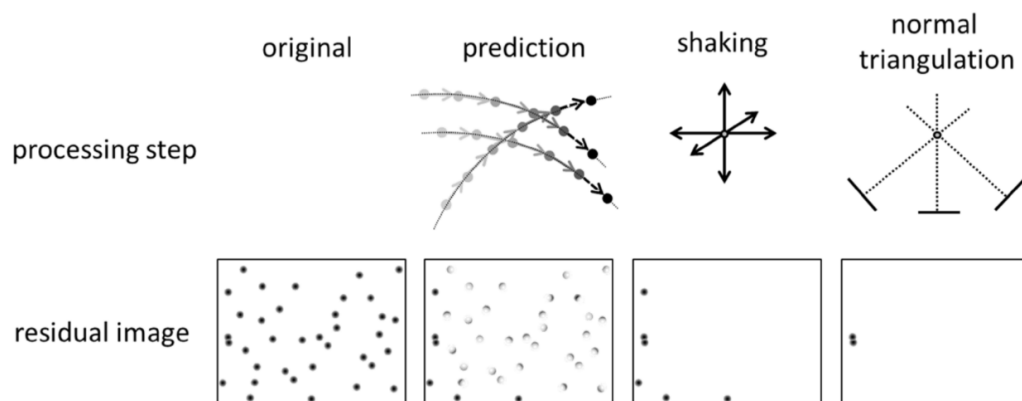 original
prediction
shaking
normal
triangulation
processing step
residual image